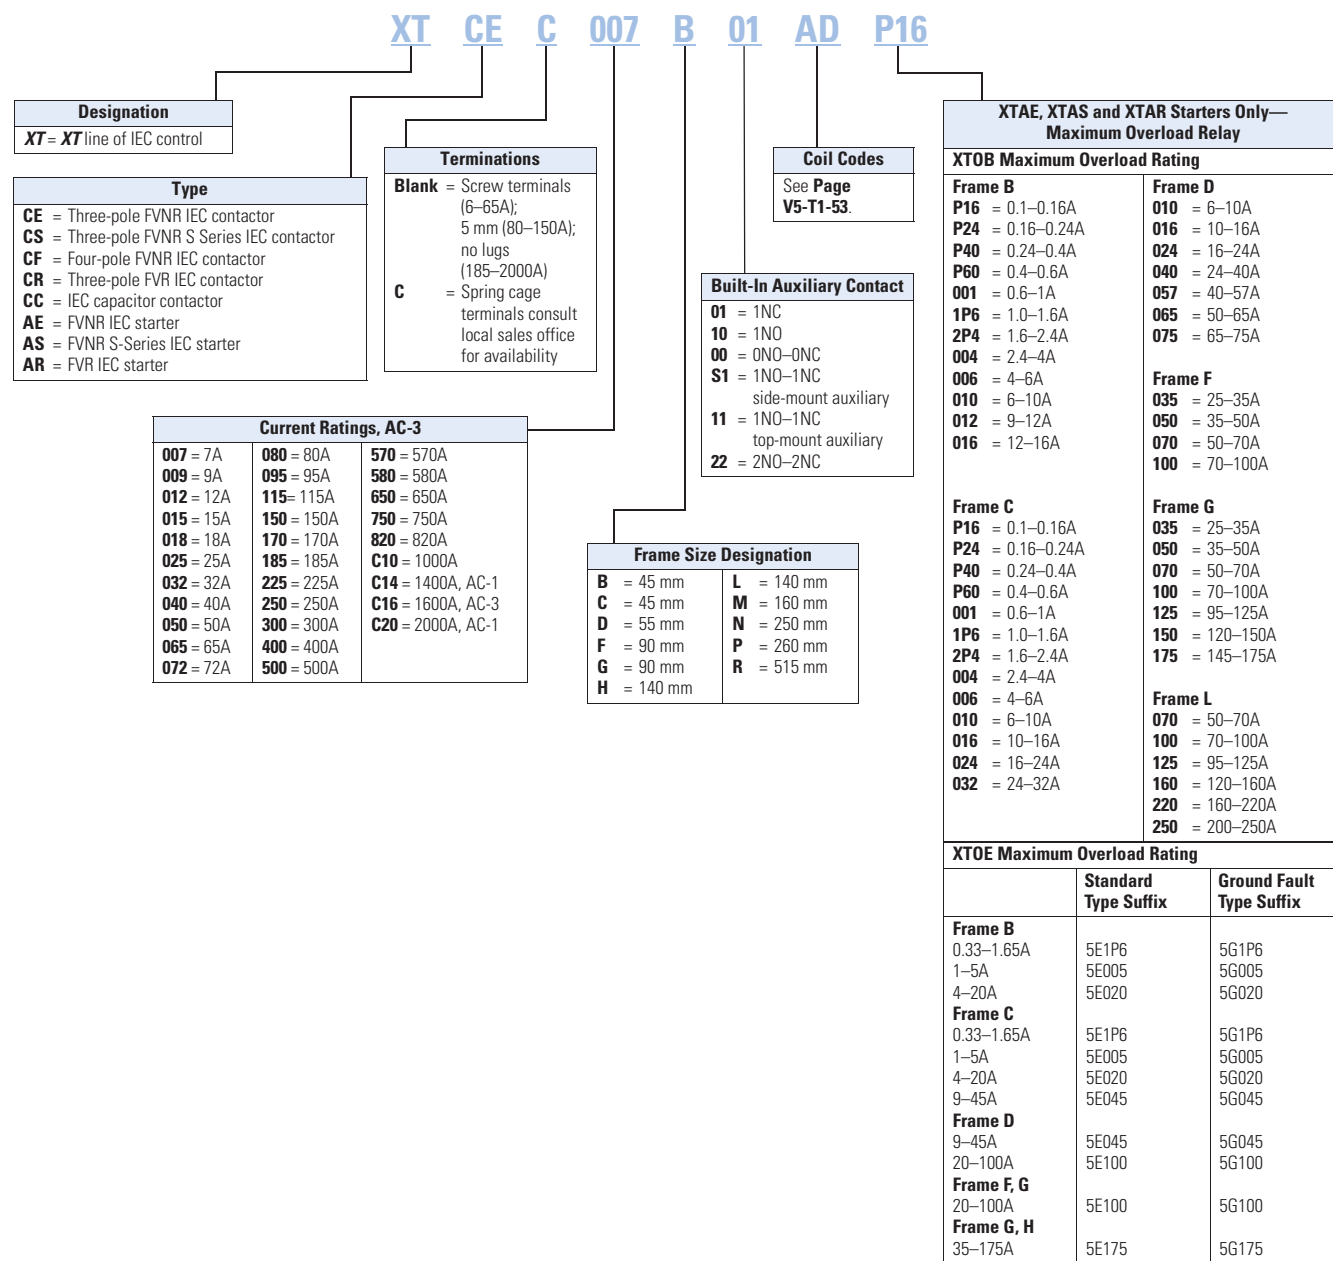 XT CE C 007 B 01 AD P16
Designation
XT = XT line of IEC control
Type
CE = Three-pole FVNR IEC contactor
CS = Three-pole FVNR S Series IEC contactor
CF = Four-pole FVNR IEC contactor
CR = Three-pole FVR IEC contactor
CC = IEC capacitor contactor
AE = FVNR IEC starter
AS = FVNR S-Series IEC starter
AR = FVR IEC starter
Terminations
Blank = Screw terminals
(6–65A);
5 mm (80–150A);
no lugs
(185–2000A)
C = Spring cage
terminals consult
local sales office
for availability
Current Ratings, AC-3
007 = 7A
009 = 9A
012 = 12A
015 = 15A
018 = 18A
025 = 25A
032 = 32A
040 = 40A
050 = 50A
065 = 65A
072 = 72A
080 = 80A
095 = 95A
115= 115A
150 = 150A
170 = 170A
185 = 185A
225 = 225A
250 = 250A
300 = 300A
400 = 400A
500 = 500A
570 = 570A
580 = 580A
650 = 650A
750 = 750A
820 = 820A
C10 = 1000A
C14 = 1400A, AC-1
C16 = 1600A, AC-3
C20 = 2000A, AC-1
Frame Size Designation
B = 45 mm
C = 45 mm
D = 55 mm
F = 90 mm
G = 90 mm
H = 140 mm
L = 140 mm
M = 160 mm
N = 250 mm
P = 260 mm
R = 515 mm
Built-In Auxiliary Contact
01 = 1NC
10 = 1NO
00 = 0NO–0NC
S1 = 1NO–1NC
side-mount auxiliary
11 = 1NO–1NC
top-mount auxiliary
22 = 2NO–2NC
Coil Codes
See Page
V5-T1-53.
XTAE, XTAS and XTAR Starters Only—
Maximum Overload Relay
XTOB Maximum Overload Rating
Frame B
P16 = 0.1–0.16A
P24 = 0.16–0.24A
P40 = 0.24–0.4A
P60 = 0.4–0.6A
001 = 0.6–1A
1P6 = 1.0–1.6A
2P4 = 1.6–2.4A
004 = 2.4–4A
006 = 4–6A
010 = 6–10A
012 = 9–12A
016 = 12–16A
Frame C
P16 = 0.1–0.16A
P24 = 0.16–0.24A
P40 = 0.24–0.4A
P60 = 0.4–0.6A
001 = 0.6–1A
1P6 = 1.0–1.6A
2P4 = 1.6–2.4A
004 = 2.4–4A
006 = 4–6A
010 = 6–10A
016 = 10–16A
024 = 16–24A
032 = 24–32A
Frame D
010 = 6–10A
016 = 10–16A
024 = 16–24A
040 = 24–40A
057 = 40–57A
065 = 50–65A
075 = 65–75A
Frame F
035 = 25–35A
050 = 35–50A
070 = 50–70A
100 = 70–100A
Frame G
035 = 25–35A
050 = 35–50A
070 = 50–70A
100 = 70–100A
125 = 95–125A
150 = 120–150A
175 = 145–175A
Frame L
070 = 50–70A
100 = 70–100A
125 = 95–125A
160 = 120–160A
220 = 160–220A
250 = 200–250A
XTOE Maximum Overload Rating
Standard Ground Fault
Type Suffix Type Suffix
Frame B
0.33–1.65A 5E1P6 5G1P6
1–5A 5E005 5G005
4–20A 5E020 5G020
Frame C
0.33–1.65A 5E1P6 5G1P6
1–5A 5E005 5G005
4–20A 5E020 5G020
9–45A 5E045 5G045
Frame D
9–45A 5E045 5G045
20–100A 5E100 5G100
Frame F, G
20–100A 5E100 5G100
Frame G, H
35–175A 5E175 5G175